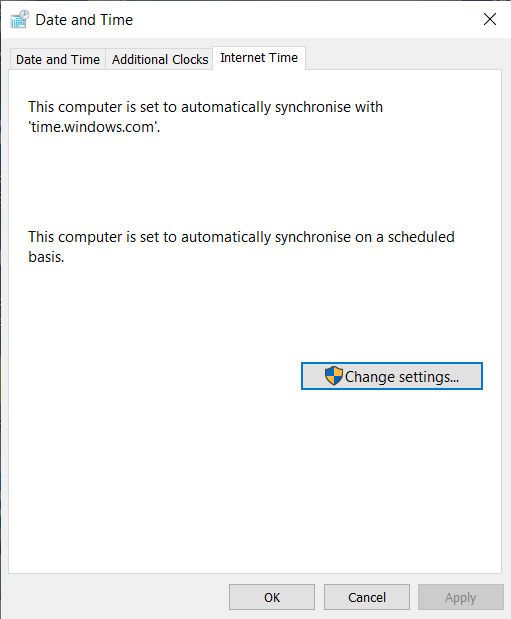 Date and Time
Date and Time
Additional Clocks
Internet Time
This computer is set to automatically synchronise with
'time.windows.com'.
This computer is set to automatically synchronise on a scheduled
basis.
Change settings...
OK
Cancel
Apply